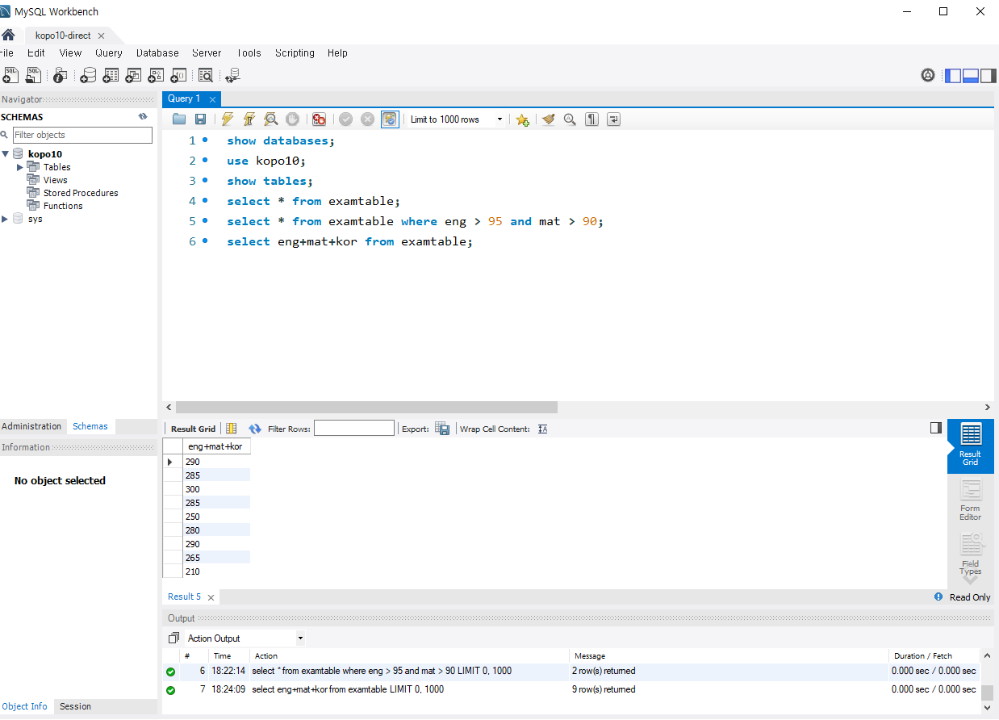 MySQL Workbench
kopo10-direct
File Edit View Query Database Server Tools Scripting Help
Navigator
SCHEMAS
Filter objects
kopo10
Tables
Views
Stored Procedures
Functions
sys
Administration Schemas
Information
No object selected
Object Info Session
Query 1
Limit to 1000 rows
1 show databases;
2 use kopo10;
3 show tables;
4 select * from examtable;
5 select * from examtable where eng > 95 and mat > 90;
6 select eng+mat+kor from examtable;
Result Grid Filter Rows: Export: Wrap Cell Content:
eng+mat+kor
290
285
300
285
250
280
290
265
210
Result Grid
Form Editor
Field Types
Result 5
Read Only
Output
Action Output
# Time Action Message Duration / Fetch
6 18:22:14 select * from examtable where eng > 95 and mat > 90 LIMIT 0, 1000 2 row(s) returned 0.000 sec / 0.000 sec
7 18:24:09 select eng+mat+kor from examtable LIMIT 0, 1000 9 row(s) returned 0.000 sec / 0.000 sec